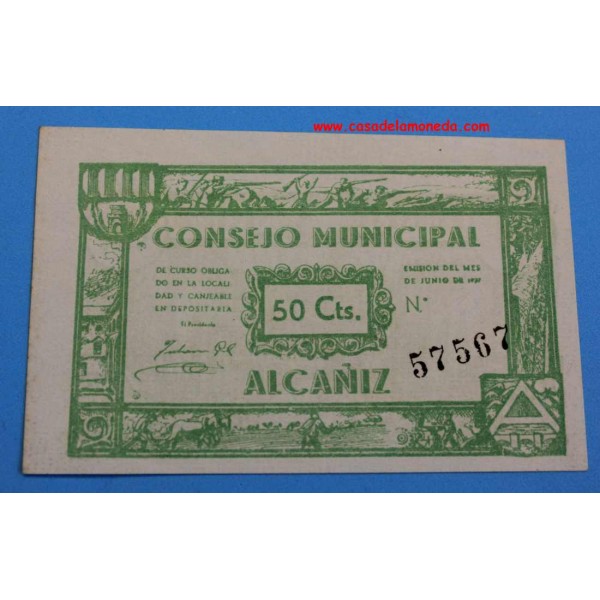 www.casadelamoneda.com
CONSEJO MUNICIPAL
DE CURSO OBLIGA-
DO EN LA LOCALI-
DAD Y CANJEABLE
EN DEPOSITARIA
El Presidente
50 Cts.
EMISION DEL MES
DE JUNIO DE 1937
N.º
57567
ALCAÑIZ